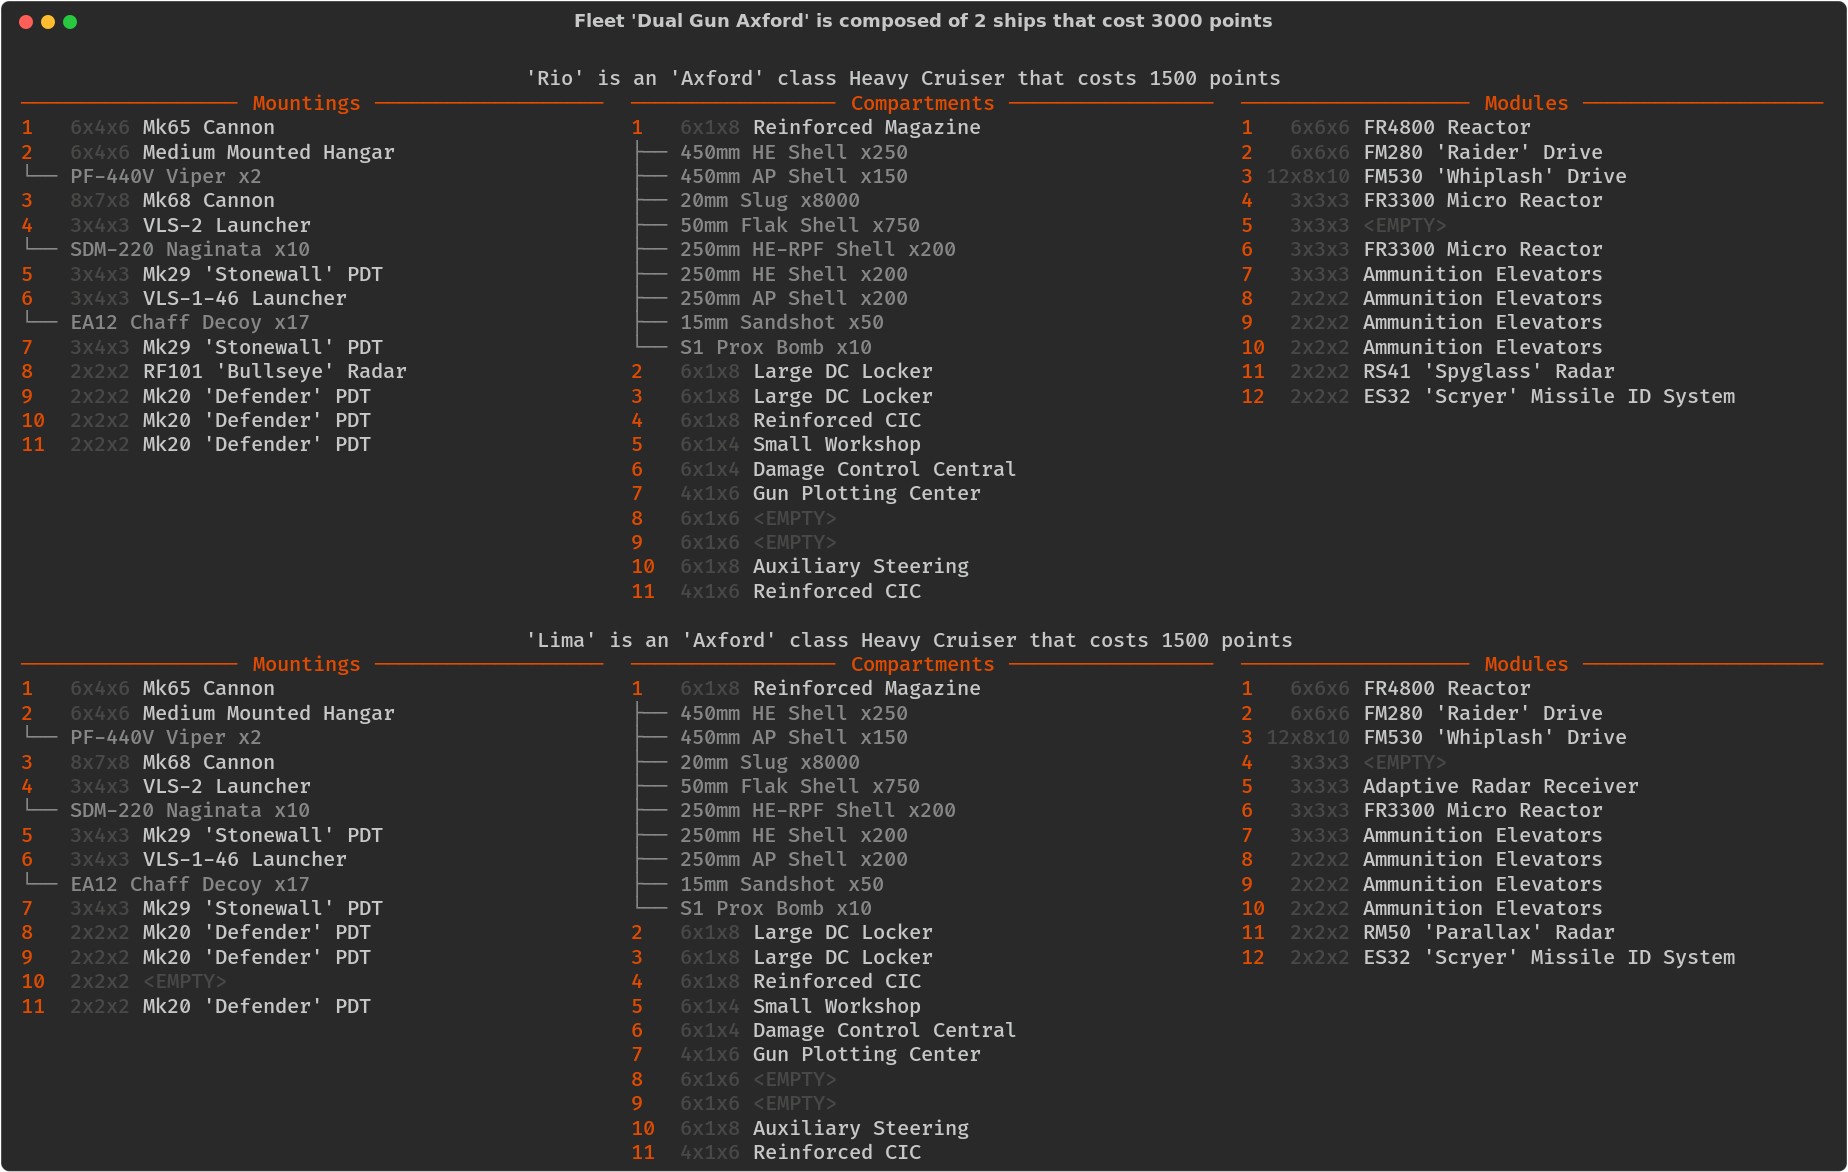 Fleet 'Dual Gun Axford' is composed of 2 ships that cost 3000 points
'Rio' is an 'Axford' class Heavy Cruiser that costs 1500 points
Mountings
1 6x4x6 Mk65 Cannon
2 6x4x6 Medium Mounted Hangar
PF-440V Viper x2
3 8x7x8 Mk68 Cannon
4 3x4x3 VLS-2 Launcher
SDM-220 Naginata x10
5 3x4x3 Mk29 'Stonewall' PDT
6 3x4x3 VLS-1-46 Launcher
EA12 Chaff Decoy x17
7 3x4x3 Mk29 'Stonewall' PDT
8 2x2x2 RF101 'Bullseye' Radar
9 2x2x2 Mk20 'Defender' PDT
10 2x2x2 Mk20 'Defender' PDT
11 2x2x2 Mk20 'Defender' PDT
Compartments
1 6x1x8 Reinforced Magazine
450mm HE Shell x250
450mm AP Shell x150
20mm Slug x8000
50mm Flak Shell x750
250mm HE-RPF Shell x200
250mm HE Shell x200
250mm AP Shell x200
15mm Sandshot x50
S1 Prox Bomb x10
2 6x1x8 Large DC Locker
3 6x1x8 Large DC Locker
4 6x1x8 Reinforced CIC
5 6x1x4 Small Workshop
6 6x1x4 Damage Control Central
7 4x1x6 Gun Plotting Center
8 6x1x6 <EMPTY>
9 6x1x6 <EMPTY>
10 6x1x8 Auxiliary Steering
11 4x1x6 Reinforced CIC
Modules
1 6x6x6 FR4800 Reactor
2 6x6x6 FM280 'Raider' Drive
3 12x8x10 FM530 'Whiplash' Drive
4 3x3x3 FR3300 Micro Reactor
5 3x3x3 <EMPTY>
6 3x3x3 FR3300 Micro Reactor
7 3x3x3 Ammunition Elevators
8 2x2x2 Ammunition Elevators
9 2x2x2 Ammunition Elevators
10 2x2x2 Ammunition Elevators
11 2x2x2 RS41 'Spyglass' Radar
12 2x2x2 ES32 'Scryer' Missile ID System
'Lima' is an 'Axford' class Heavy Cruiser that costs 1500 points
Mountings
1 6x4x6 Mk65 Cannon
2 6x4x6 Medium Mounted Hangar
PF-440V Viper x2
3 8x7x8 Mk68 Cannon
4 3x4x3 VLS-2 Launcher
SDM-220 Naginata x10
5 3x4x3 Mk29 'Stonewall' PDT
6 3x4x3 VLS-1-46 Launcher
EA12 Chaff Decoy x17
7 3x4x3 Mk29 'Stonewall' PDT
8 2x2x2 Mk20 'Defender' PDT
9 2x2x2 Mk20 'Defender' PDT
10 2x2x2 <EMPTY>
11 2x2x2 Mk20 'Defender' PDT
Compartments
1 6x1x8 Reinforced Magazine
450mm HE Shell x250
450mm AP Shell x150
20mm Slug x8000
50mm Flak Shell x750
250mm HE-RPF Shell x200
250mm HE Shell x200
250mm AP Shell x200
15mm Sandshot x50
S1 Prox Bomb x10
2 6x1x8 Large DC Locker
3 6x1x8 Large DC Locker
4 6x1x8 Reinforced CIC
5 6x1x4 Small Workshop
6 6x1x4 Damage Control Central
7 4x1x6 Gun Plotting Center
8 6x1x6 <EMPTY>
9 6x1x6 <EMPTY>
10 6x1x8 Auxiliary Steering
11 4x1x6 Reinforced CIC
Modules
1 6x6x6 FR4800 Reactor
2 6x6x6 FM280 'Raider' Drive
3 12x8x10 FM530 'Whiplash' Drive
4 3x3x3 <EMPTY>
5 3x3x3 Adaptive Radar Receiver
6 3x3x3 FR3300 Micro Reactor
7 3x3x3 Ammunition Elevators
8 2x2x2 Ammunition Elevators
9 2x2x2 Ammunition Elevators
10 2x2x2 Ammunition Elevators
11 2x2x2 RM50 'Parallax' Radar
12 2x2x2 ES32 'Scryer' Missile ID System